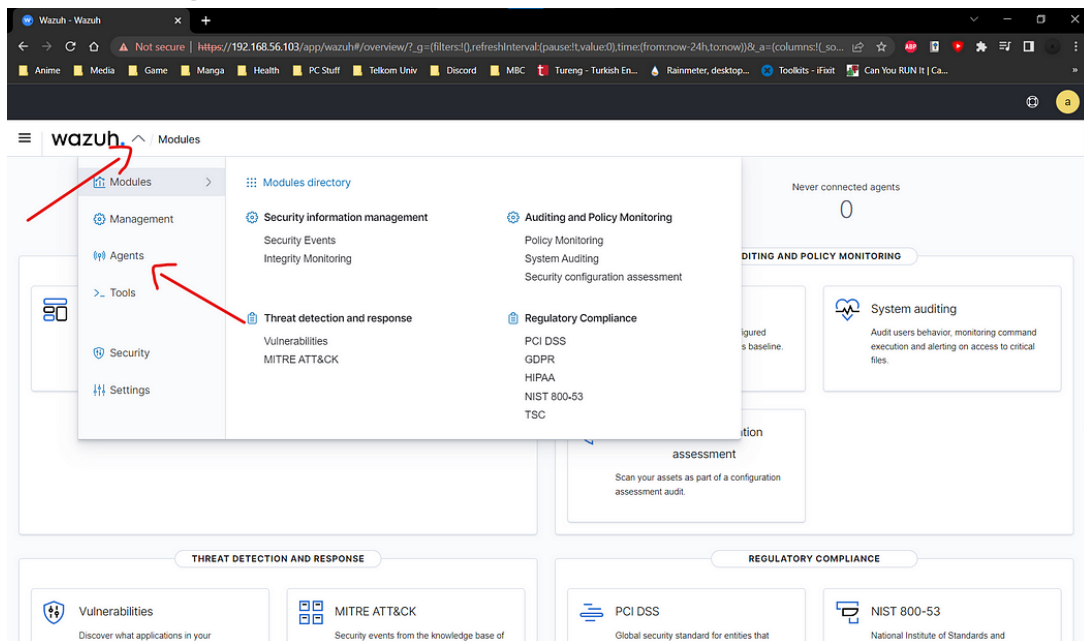 Wazuh - Wazuh
Not secure | https://192.168.56.103/app/wazuh#/overview/?_g=(filters:!(),refreshInterval:(pause:!t,value:0),time:(from:now-24h,to:now))&_a=(columns:!(_so...
Anime Media Game Manga Health PC Stuff Telkom Univ Discord MBC Tureng - Turkish En... Rainmeter, desktop... Toolkits - iFixit Can You RUN It | Ca... »
a
wazuh. / Modules
Modules
Management
Agents
Tools
Security
Settings
Modules directory
Security information management
Security Events
Integrity Monitoring
Auditing and Policy Monitoring
Policy Monitoring
System Auditing
Security configuration assessment
Threat detection and response
Vulnerabilities
MITRE ATT&CK
Regulatory Compliance
PCI DSS
GDPR
HIPAA
NIST 800-53
TSC
Never connected agents
0
DITING AND POLICY MONITORING
igured
s baseline.
System auditing
Audit users behavior, monitoring command
execution and alerting on access to critical
files.
tion
assessment
Scan your assets as part of a configuration
assessment audit.
THREAT DETECTION AND RESPONSE
Vulnerabilities
Discover what applications in your
MITRE ATT&CK
Security events from the knowledge base of
REGULATORY COMPLIANCE
PCI DSS
Global security standard for entities that
NIST 800-53
National Institute of Standards and